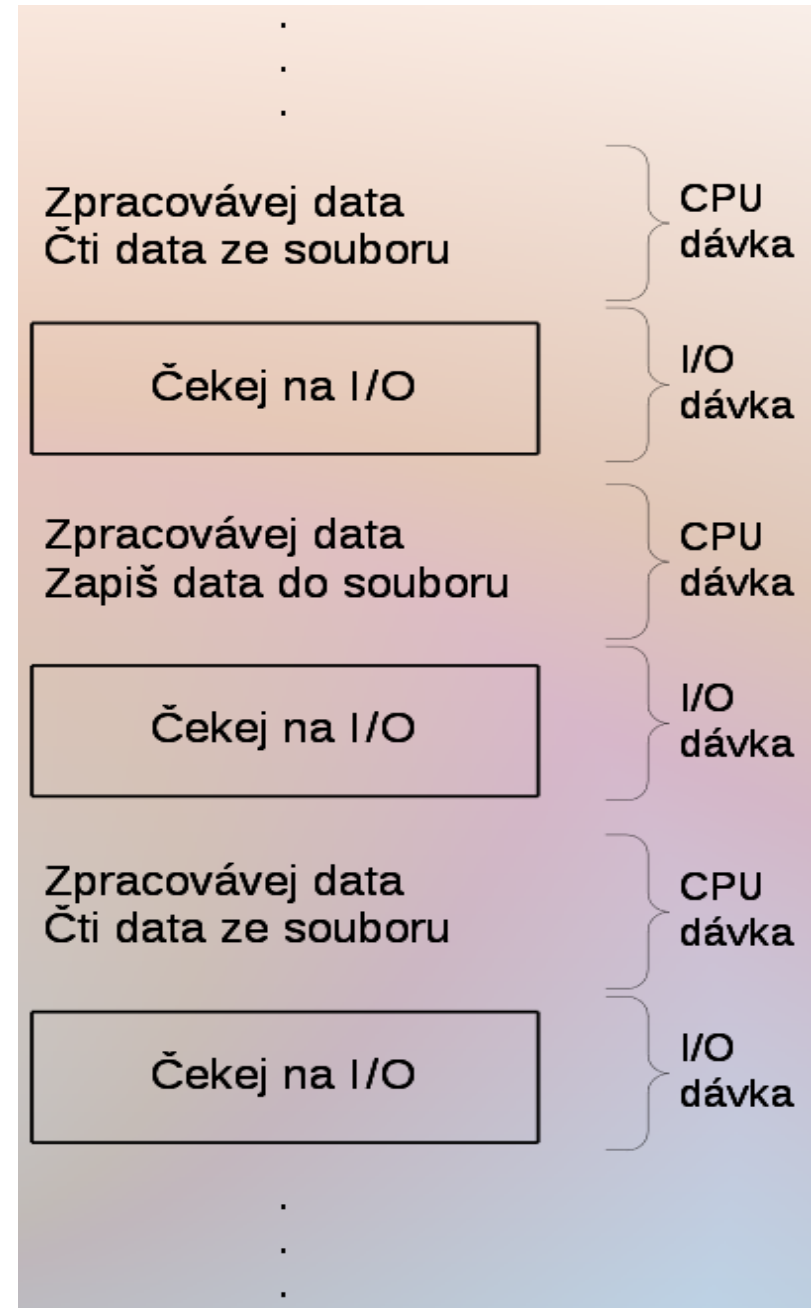 .
.
.
Zpracovávej data
Čti data ze souboru
CPU
dávka
Čekej na I/O
I/O
dávka
Zpracovávej data
Zapiš data do souboru
CPU
dávka
Čekej na I/O
I/O
dávka
Zpracovávej data
Čti data ze souboru
CPU
dávka
Čekej na I/O
I/O
dávka
.
.
.